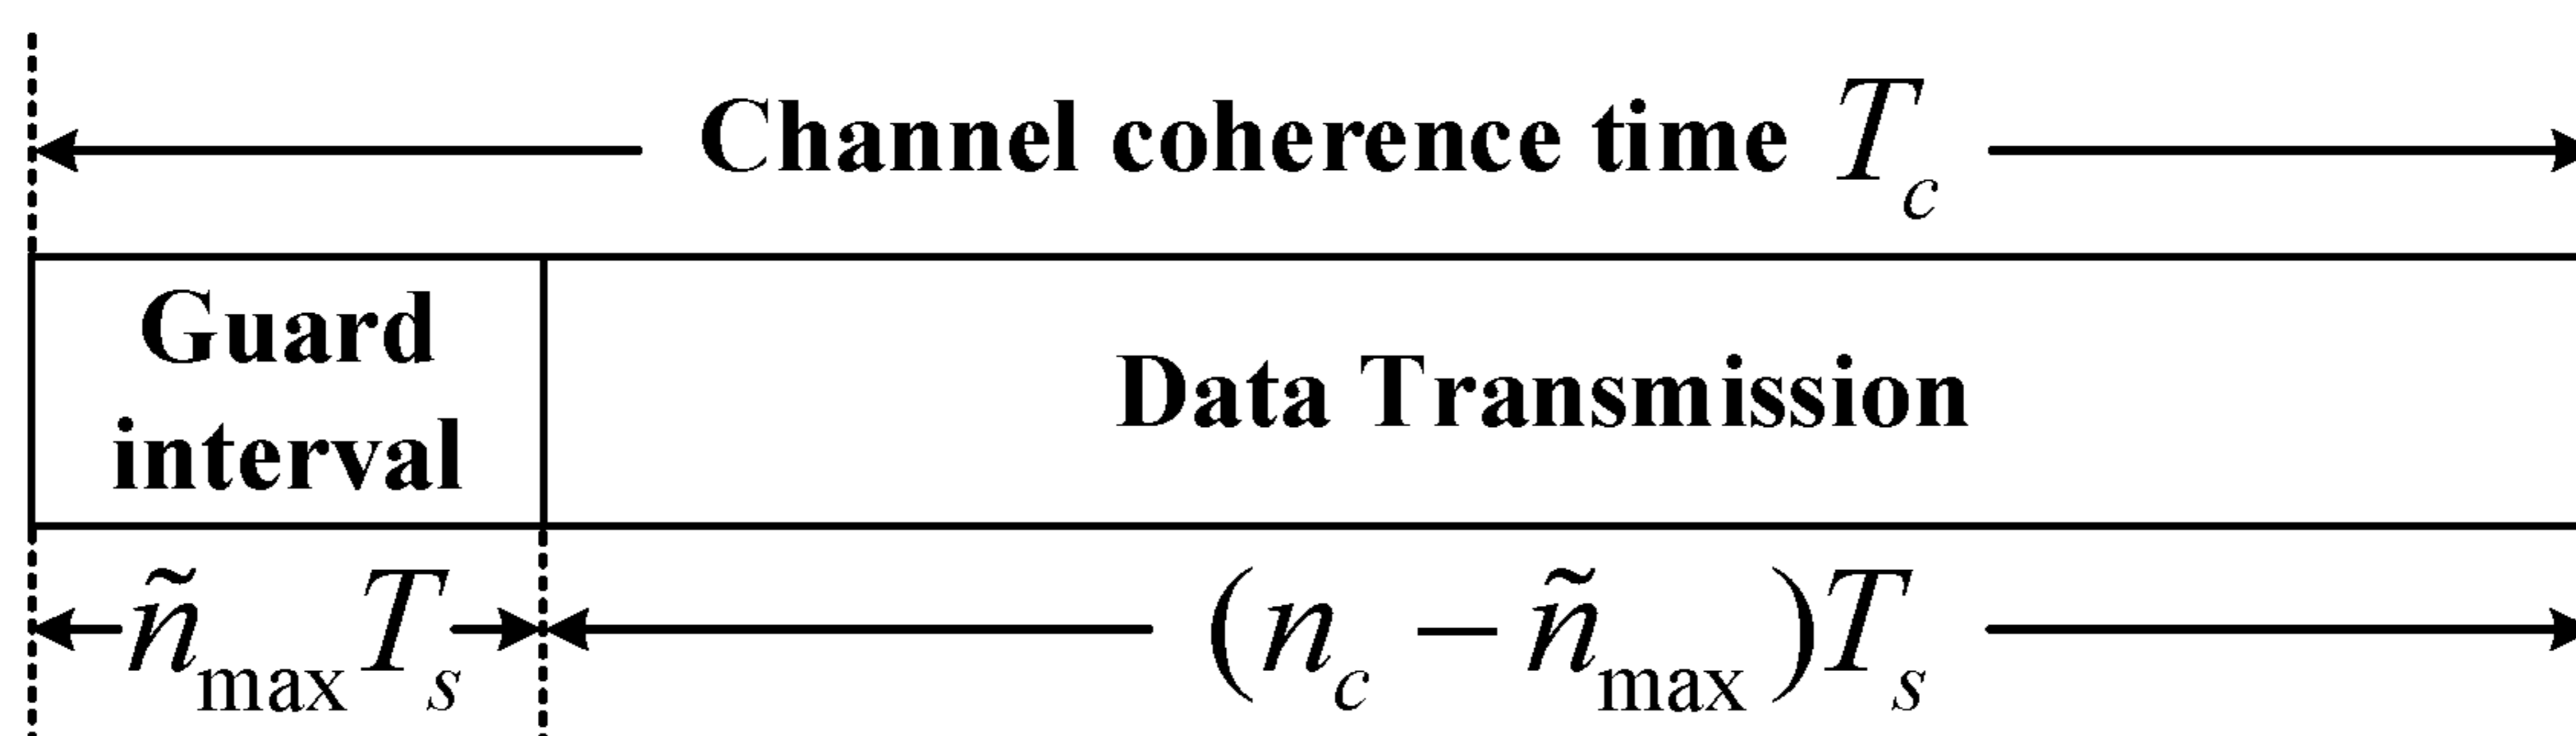 Channel coherence time T_c
Guard
interval
Data Transmission
ñ_max T_s
(n_c − ñ_max)T_s